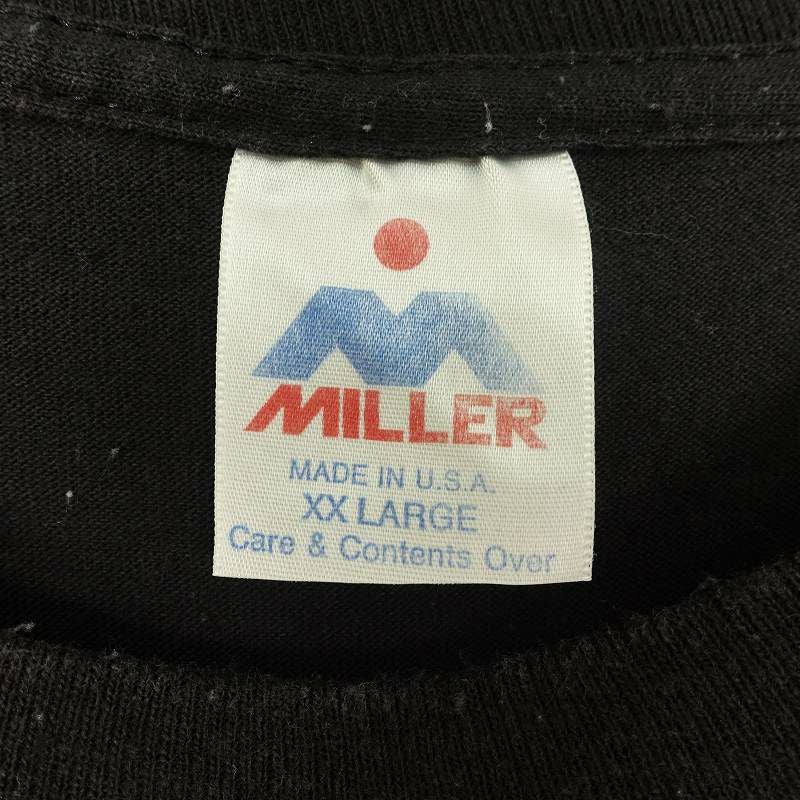 MILLER
MADE IN U.S.A.
XX LARGE
Care & Contents Over